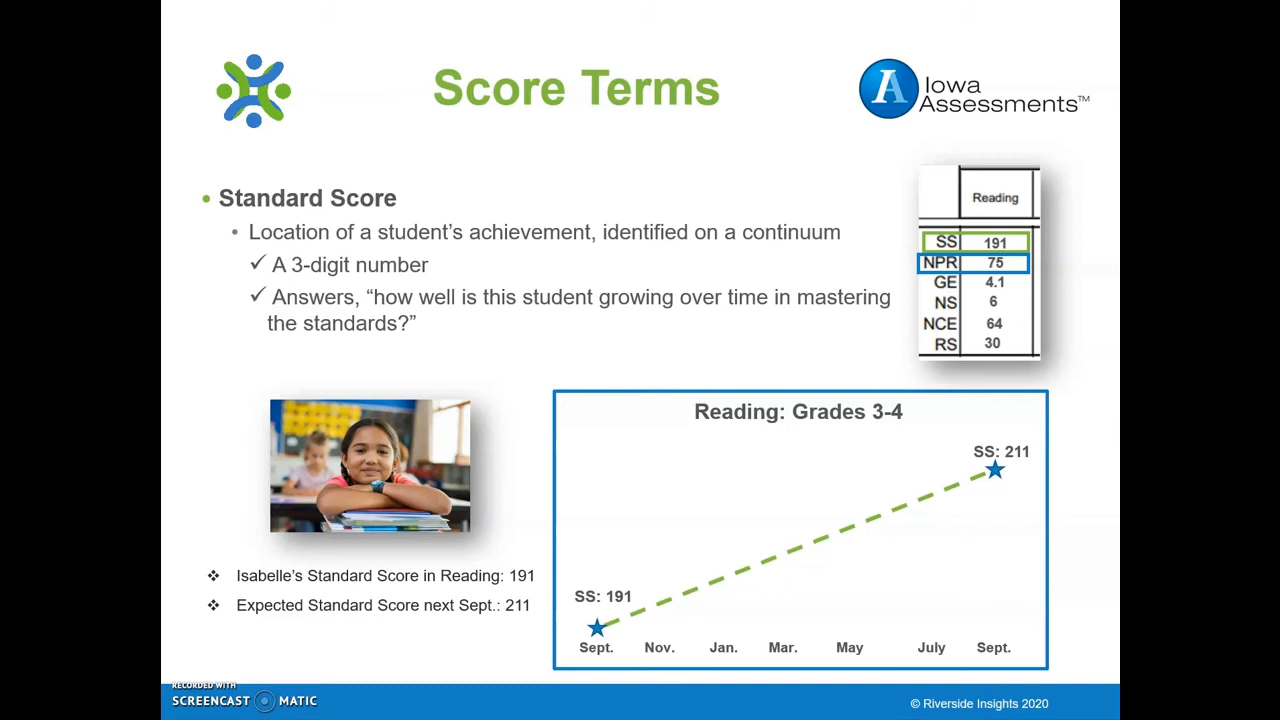 Score Terms
A Iowa
Assessments™
• Standard Score
• Location of a student's achievement, identified on a continuum
✓ A 3-digit number
✓ Answers, “how well is this student growing over time in mastering
the standards?”
Reading
SS 191
NPR 75
GE 4.1
NS 6
NCE 64
RS 30
Reading: Grades 3-4
SS: 211
SS: 191
Sept. Nov. Jan. Mar. May July Sept.
❖ Isabelle’s Standard Score in Reading: 191
❖ Expected Standard Score next Sept.: 211
RECORDED WITH
SCREENCAST MATIC
© Riverside Insights 2020